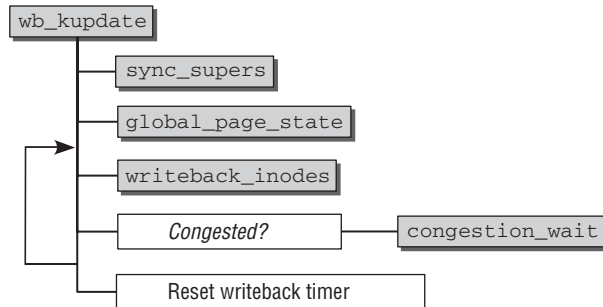 wb_kupdate
sync_supers
global_page_state
writeback_inodes
Congested?
congestion_wait
Reset writeback timer